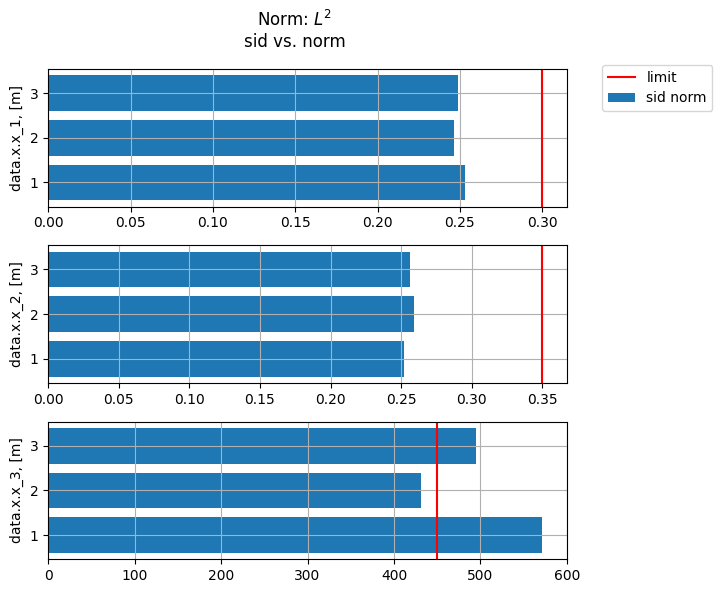 Norm: L²
sid vs. norm
limit
sid norm
data.x.x_1, [m]
3
2
1
0.00 0.05 0.10 0.15 0.20 0.25 0.30
data.x.x_2, [m]
3
2
1
0.00 0.05 0.10 0.15 0.20 0.25 0.30 0.35
data.x.x_3, [m]
3
2
1
0 100 200 300 400 500 600